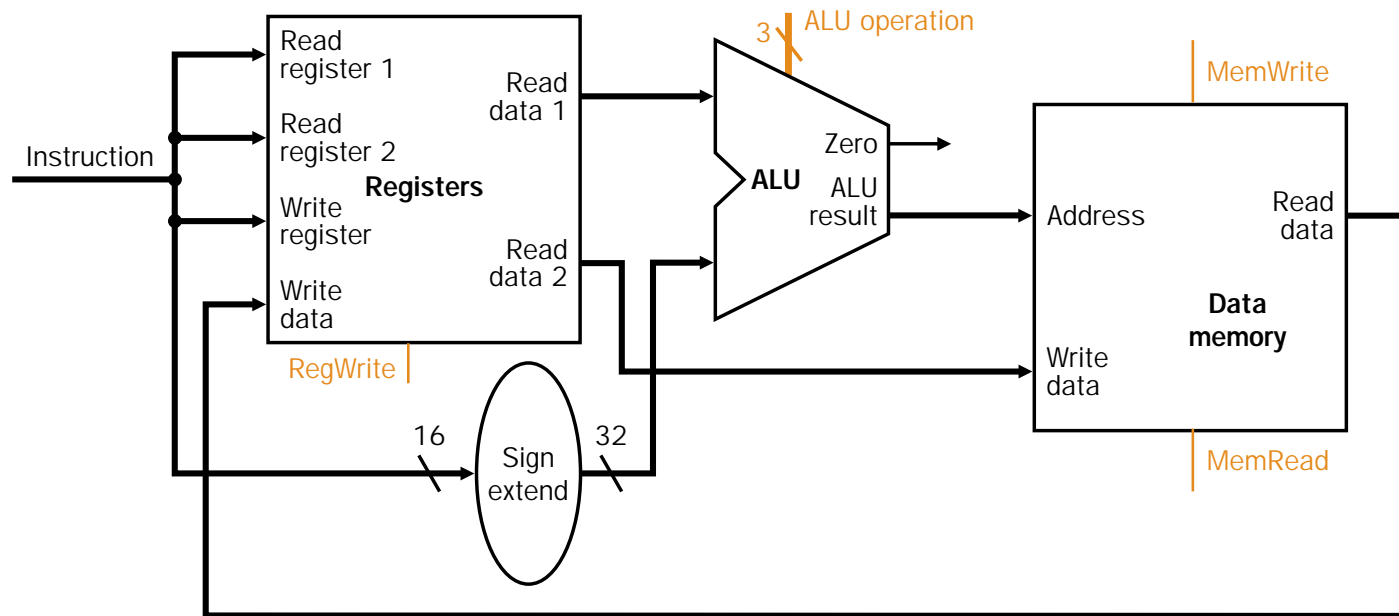 Instruction
Read
register 1
Read
register 2
Write
register
Write
data
Registers
Read
data 1
Read
data 2
RegWrite
16
Sign
extend
32
3
ALU operation
ALU
Zero
ALU
result
MemWrite
Address
Read
data
Write
data
Data
memory
MemRead